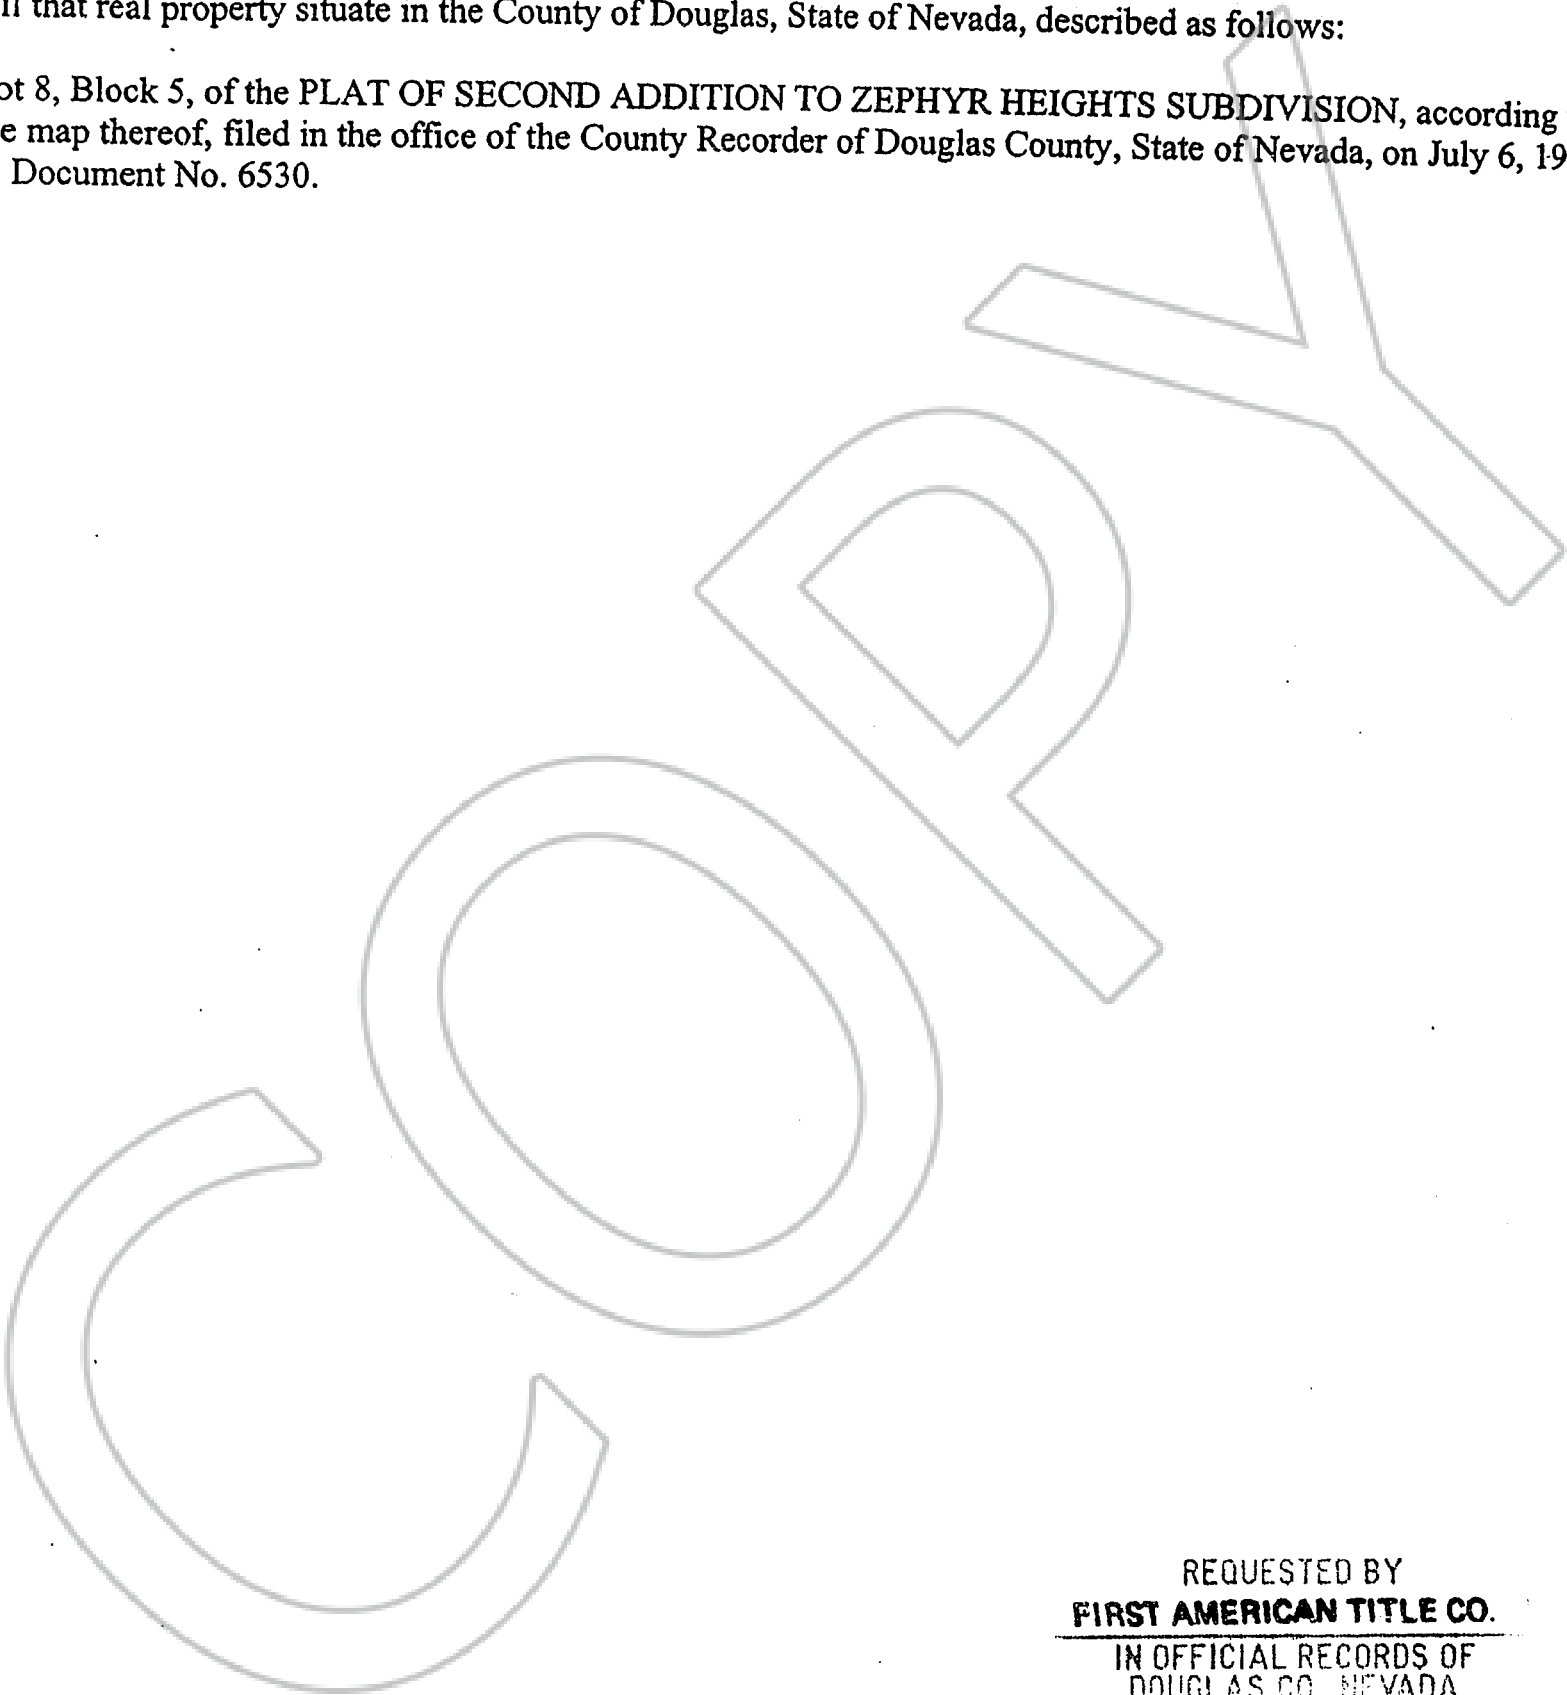 ll that real property situate in the County of Douglas, State of Nevada, described as follows:
ot 8, Block 5, of the PLAT OF SECOND ADDITION TO ZEPHYR HEIGHTS SUBDIVISION, according
e map thereof, filed in the office of the County Recorder of Douglas County, State of Nevada, on July 6, 19
Document No. 6530.
COPY
REQUESTED BY
FIRST AMERICAN TITLE CO.
IN OFFICIAL RECORDS OF
DOUGLAS CO. NEVADA